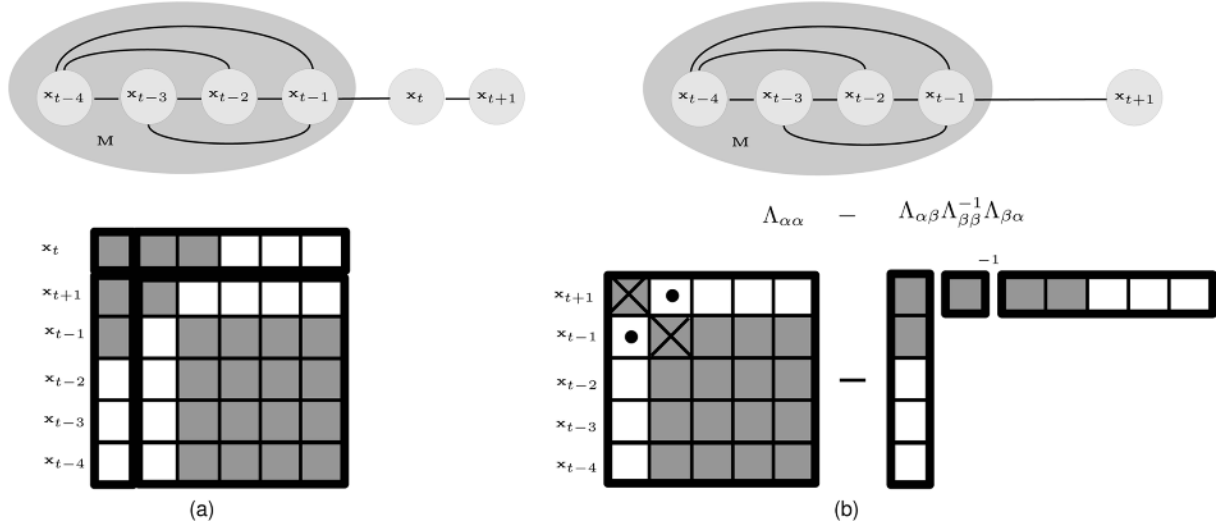 x_{t−4} x_{t−3} x_{t−2} x_{t−1} x_t x_{t+1}
M
x_{t−4} x_{t−3} x_{t−2} x_{t−1} x_{t+1}
M
Λ_{αα} − Λ_{αβ}Λ_{ββ}^{−1}Λ_{βα}
x_t
x_{t+1}
x_{t−1}
x_{t−2}
x_{t−3}
x_{t−4}
(a)
−1
x_{t+1}
x_{t−1}
x_{t−2}
−
x_{t−3}
x_{t−4}
(b)